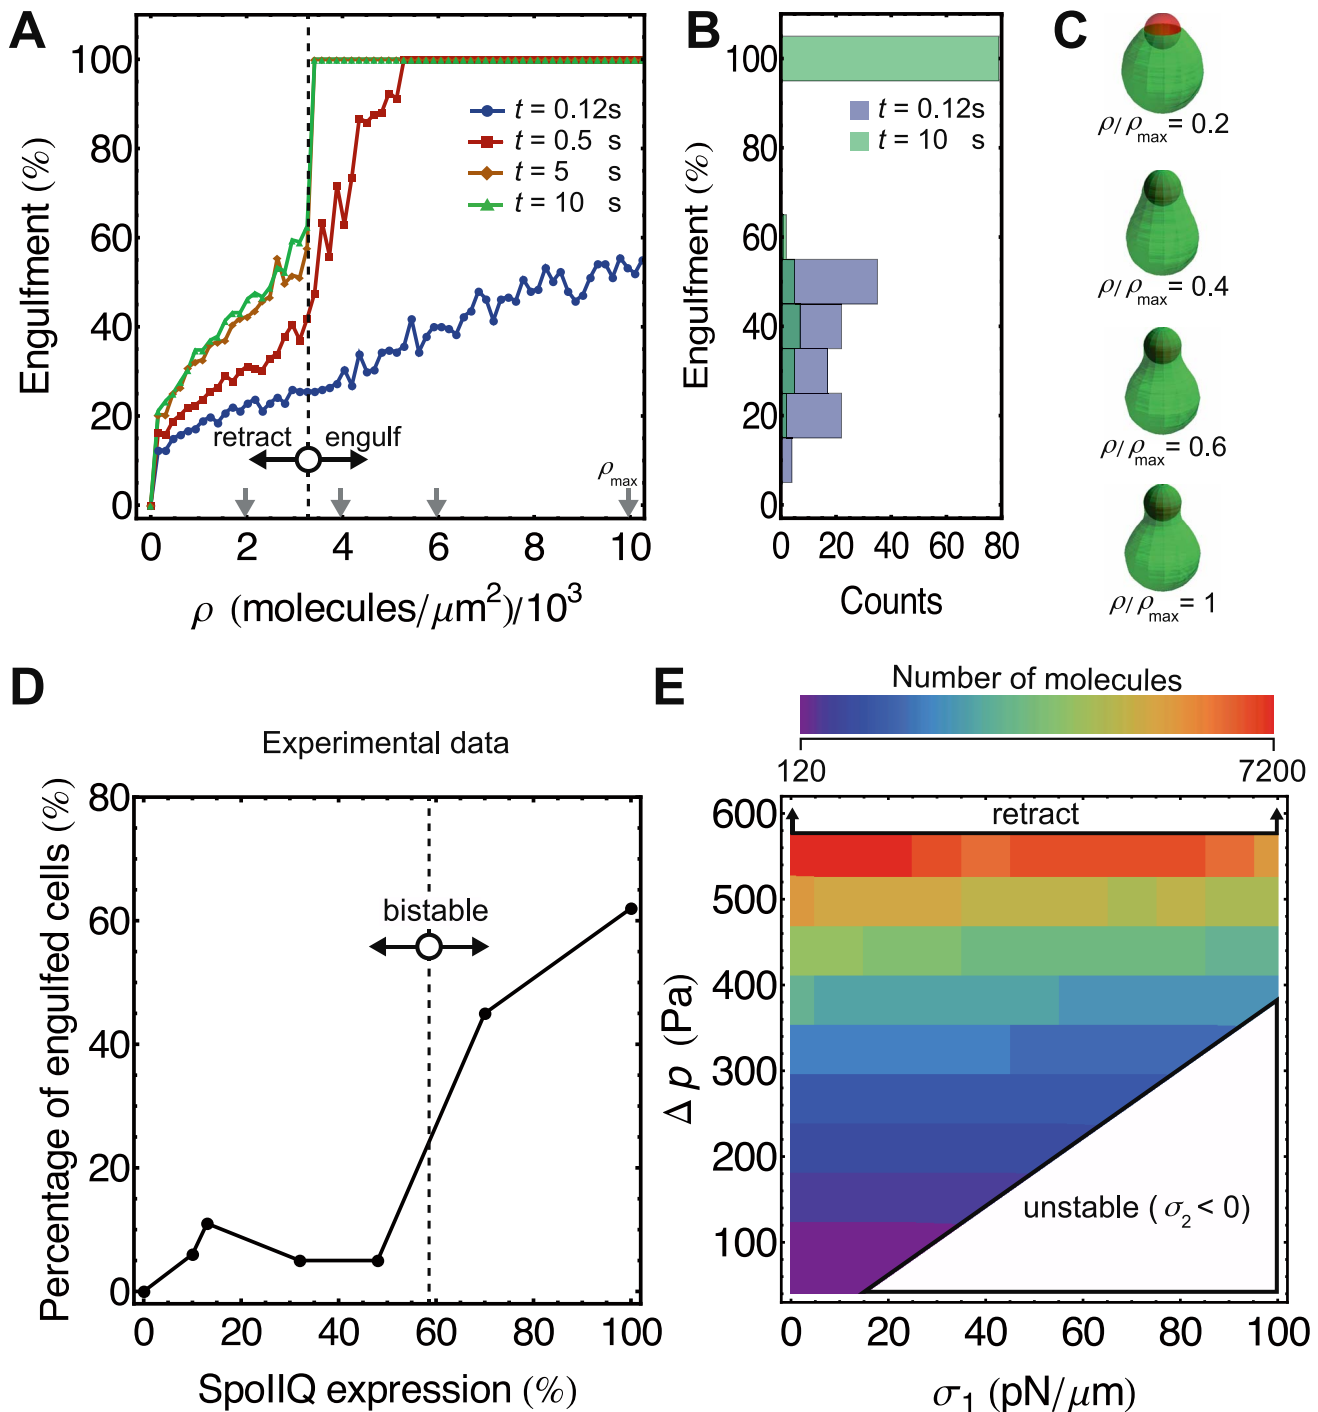 A
Engulfment (%)
100
80
60
40
20
0
t = 0.12s
t = 0.5 s
t = 5 s
t = 10 s
retract
engulf
ρmax
0 2 4 6 8 10
ρ (molecules/μm²)/10³
B
Engulfment (%)
100
80
60
40
20
0
t = 0.12s
t = 10 s
0 20 40 60 80
Counts
C
ρ/ρmax = 0.2
ρ/ρmax = 0.4
ρ/ρmax = 0.6
ρ/ρmax = 1
D
Experimental data
Percentage of engulfed cells (%)
80
60
40
20
0
bistable
0 20 40 60 80 100
SpoIIQ expression (%)
E
Number of molecules
120 7200
Δp (Pa)
600
500
400
300
200
100
retract
unstable (σ₂ < 0)
0 20 40 60 80 100
σ₁ (pN/μm)